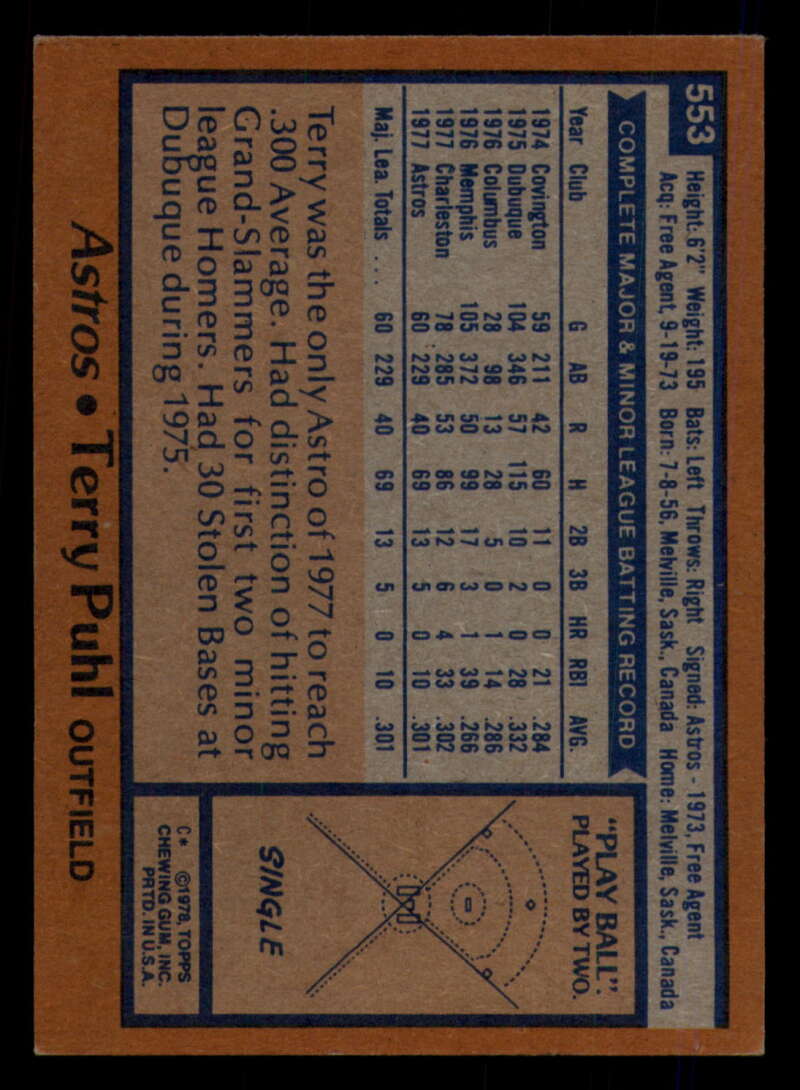 553
Height: 6'2" Weight: 195 Bats: Left Throws: Right Signed: Astros - 1973, Free Agent
Acq: Free Agent, 9-19-73 Born: 7-8-56, Melville, Sask., Canada Home: Melville, Sask., Canada
COMPLETE MAJOR & MINOR LEAGUE BATTING RECORD
Year Club G AB R H 2B 3B HR RBI AVG.
1974 Covington 59 211 42 60 11 0 0 21 .284
1975 Dubuque 104 346 57 115 10 2 0 28 .332
1976 Columbus 28 98 13 28 5 0 1 14 .286
1976 Memphis 105 372 50 99 17 3 1 39 .266
1977 Charleston 78 285 53 86 12 6 4 33 .302
1977 Astros 60 229 40 69 13 5 0 10 .301
Maj. Lea. Totals .... 60 229 40 69 13 5 0 10 .301
Terry was the only Astro of 1977 to reach
.300 Average. Had distinction of hitting
Grand-Slammers for first two minor
league Homers. Had 30 Stolen Bases at
Dubuque during 1975.
"PLAY BALL".
PLAYED BY TWO.
SINGLE
C* ©1978, TOPPS
CHEWING GUM, INC.
PRTD. IN U.S.A.
Astros • Terry Puhl OUTFIELD